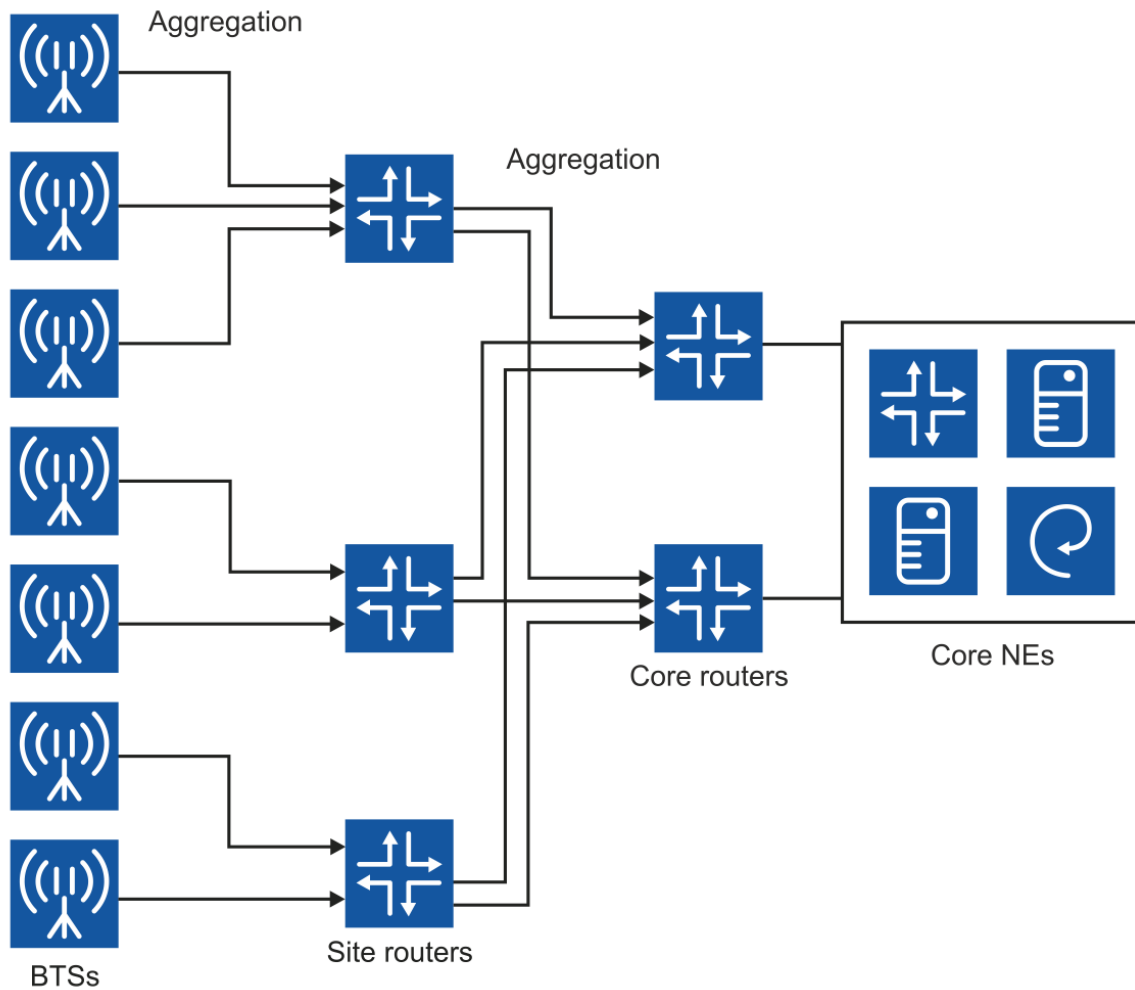 Aggregation
Aggregation
Core NEs
Core routers
Site routers
BTSs